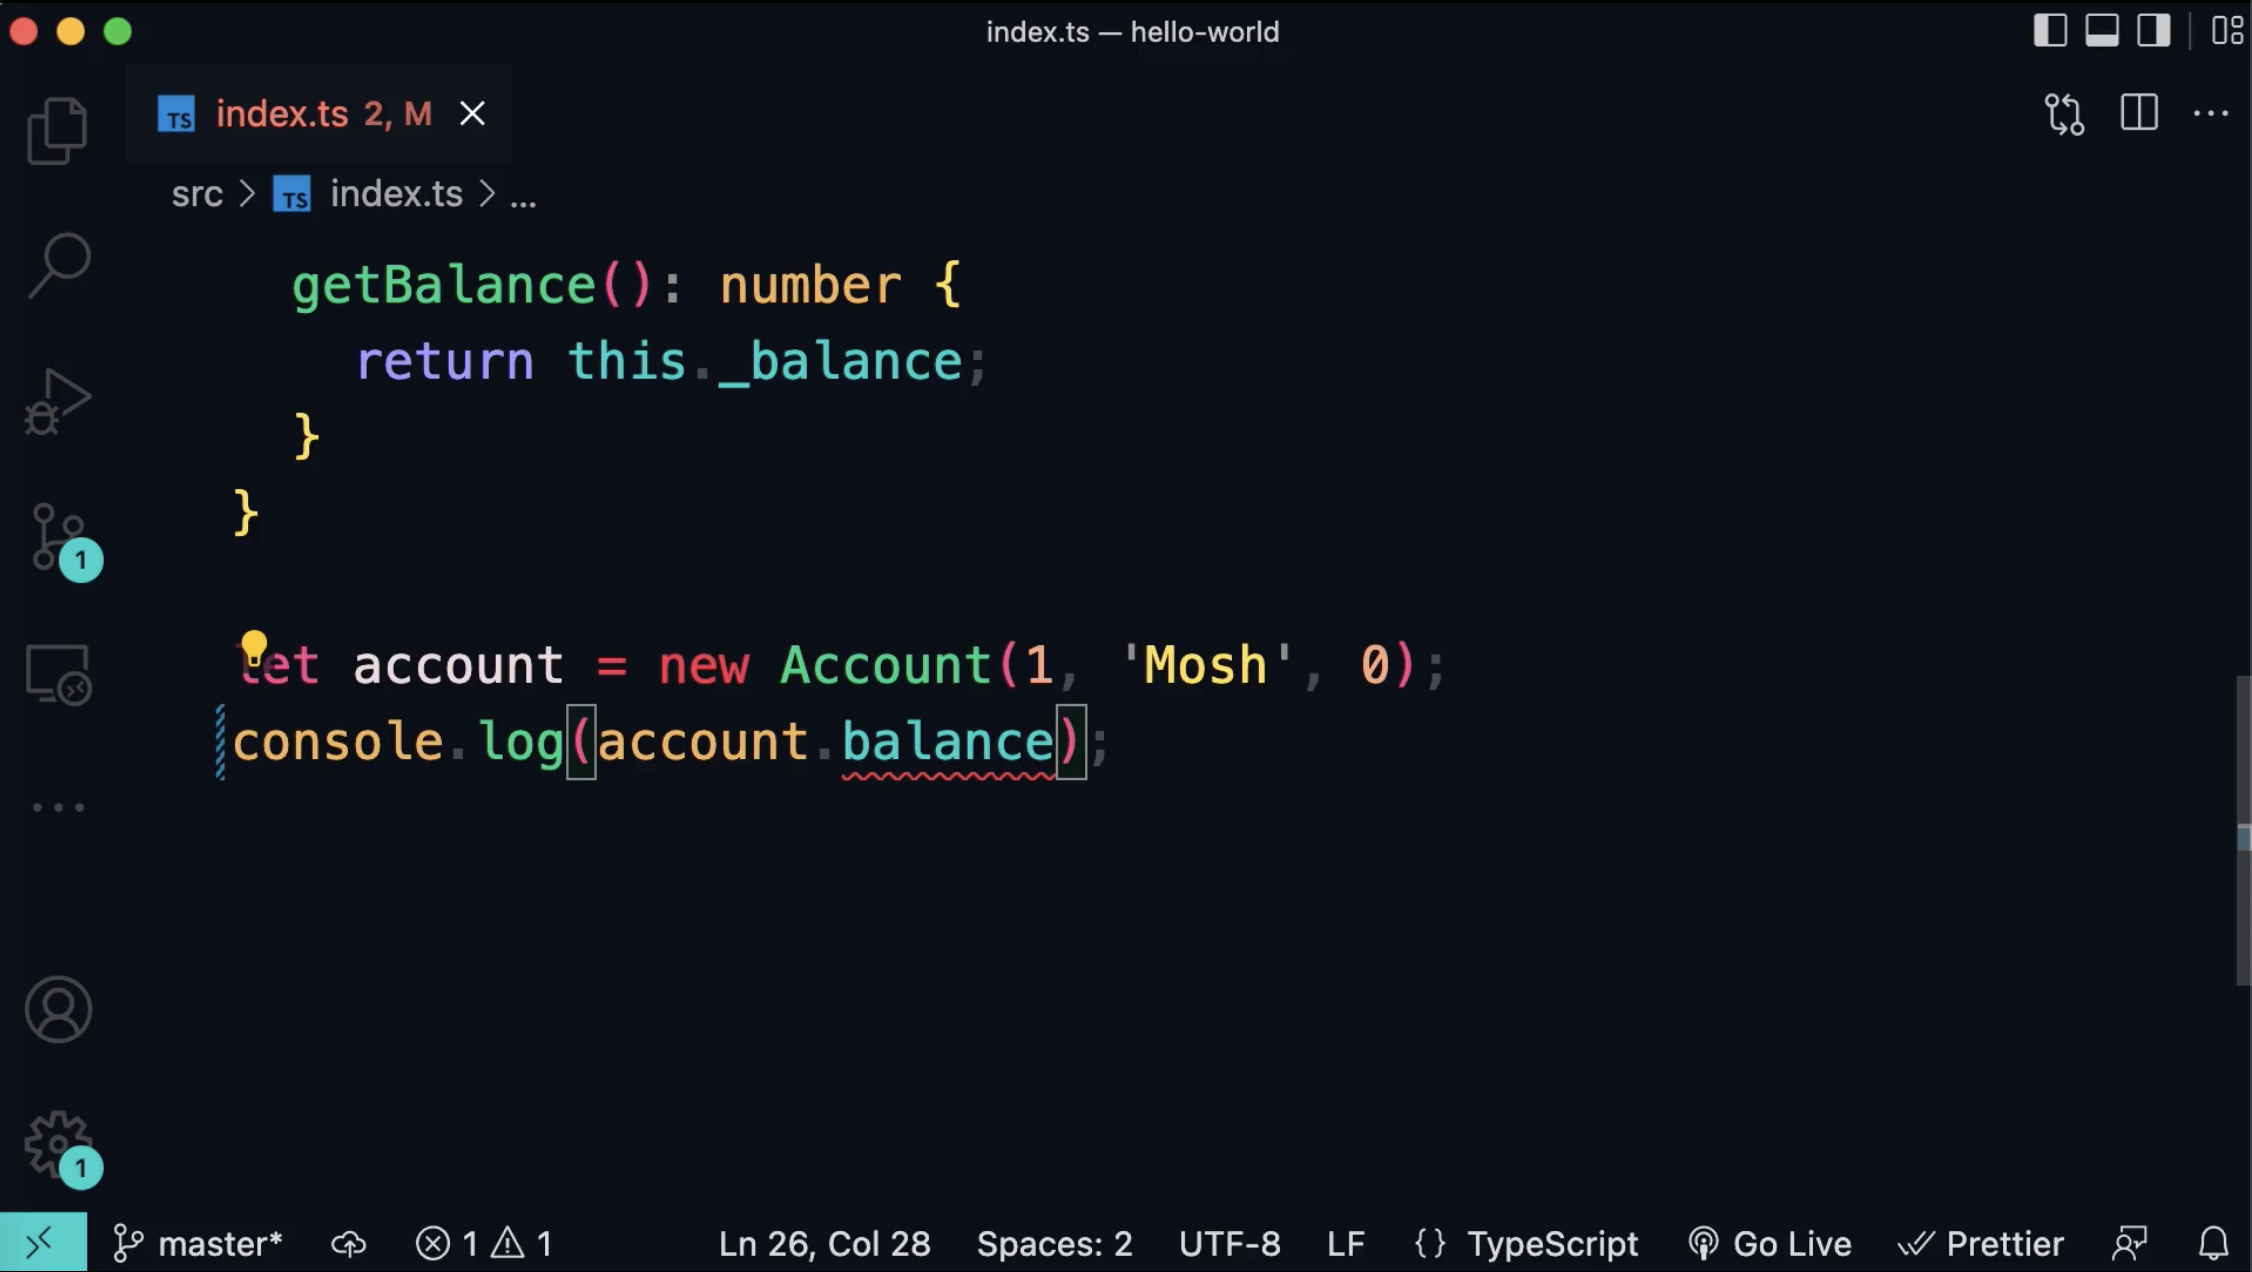 index.ts — hello-world
TS index.ts 2, M
src > TS index.ts > ...
getBalance(): number {
return this._balance;
}
}
let account = new Account(1, 'Mosh', 0);
console.log(account.balance);
1
1
master* 1 1 Ln 26, Col 28 Spaces: 2 UTF-8 LF {} TypeScript Go Live Prettier